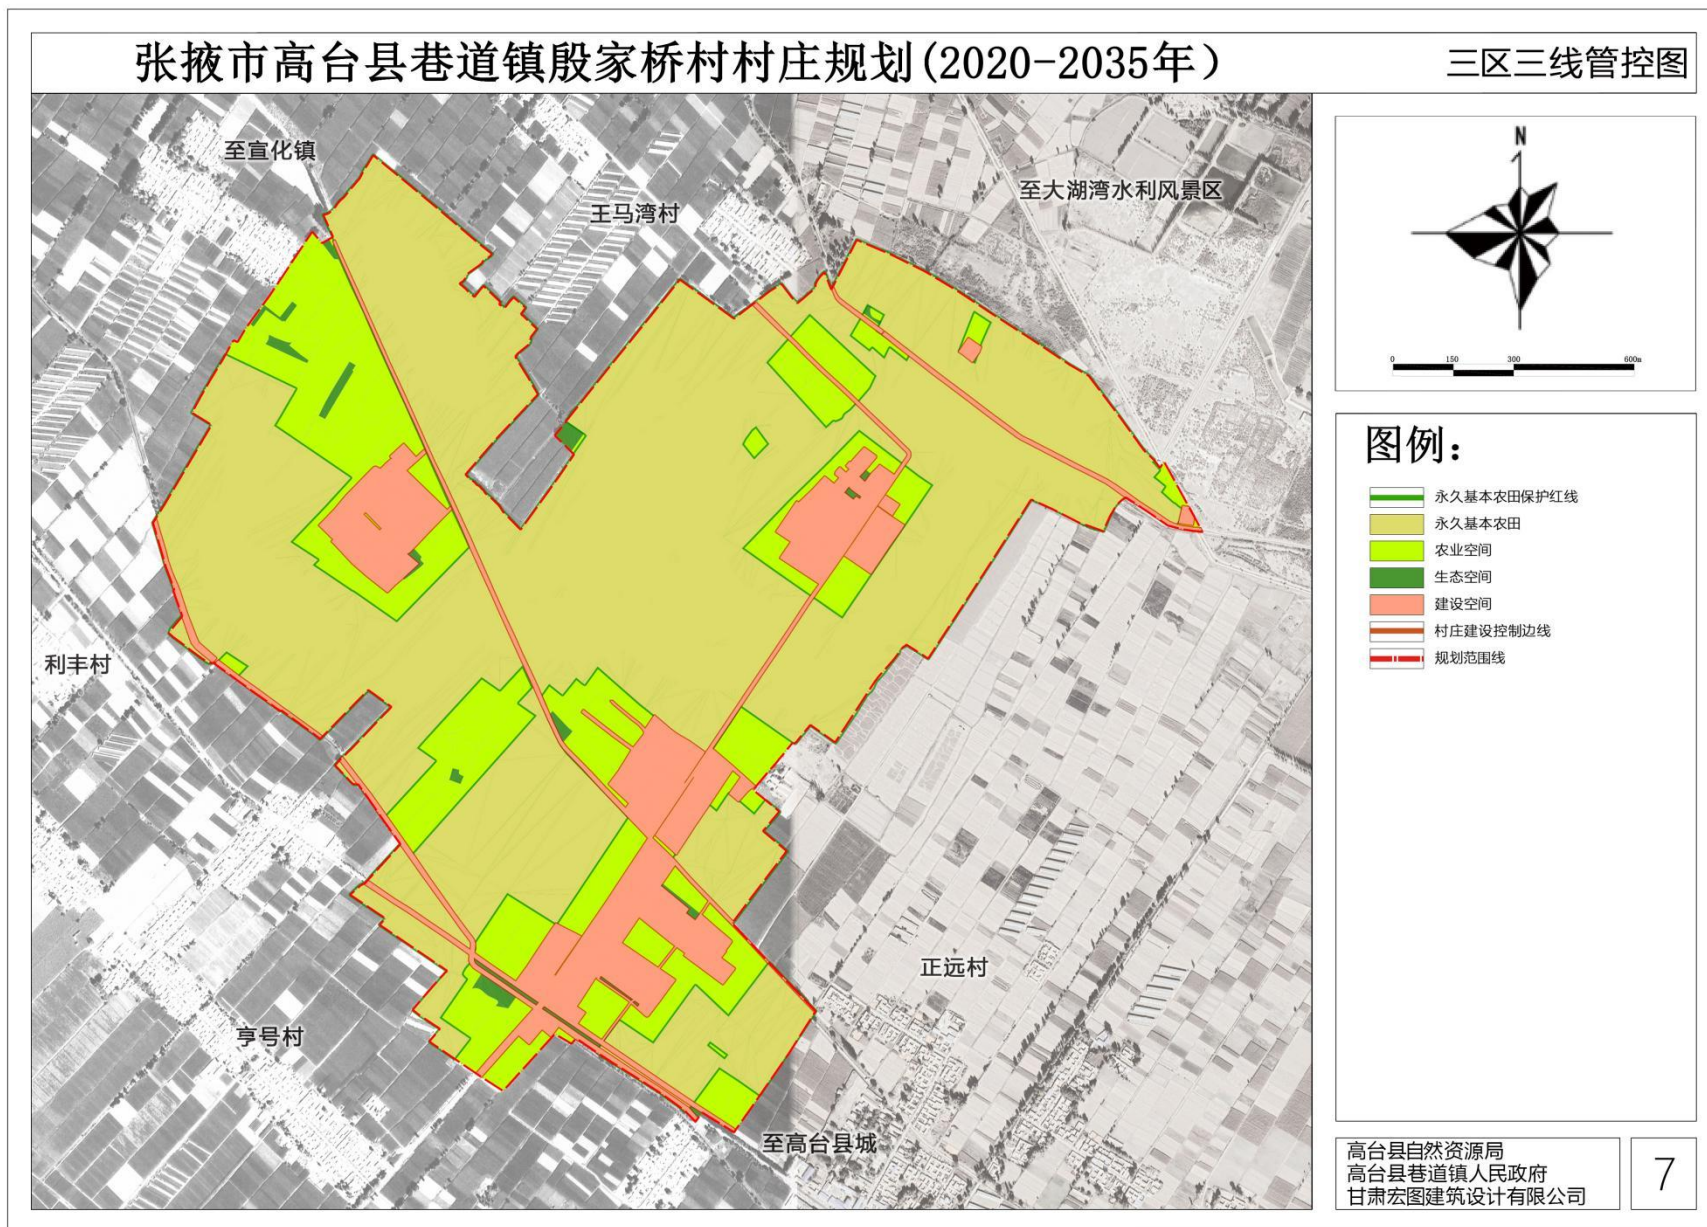 张掖市高台县巷道镇殷家桥村村庄规划(2020-2035年)
三区三线管控图
至宣化镇
王马湾村
至大湖湾水利风景区
利丰村
正远村
亨号村
至高台县城
N
0 150 300 600m
图例：
永久基本农田保护红线
永久基本农田
农业空间
生态空间
建设空间
村庄建设控制边线
规划范围线
高台县自然资源局
高台县巷道镇人民政府
甘肃宏图建筑设计有限公司
7